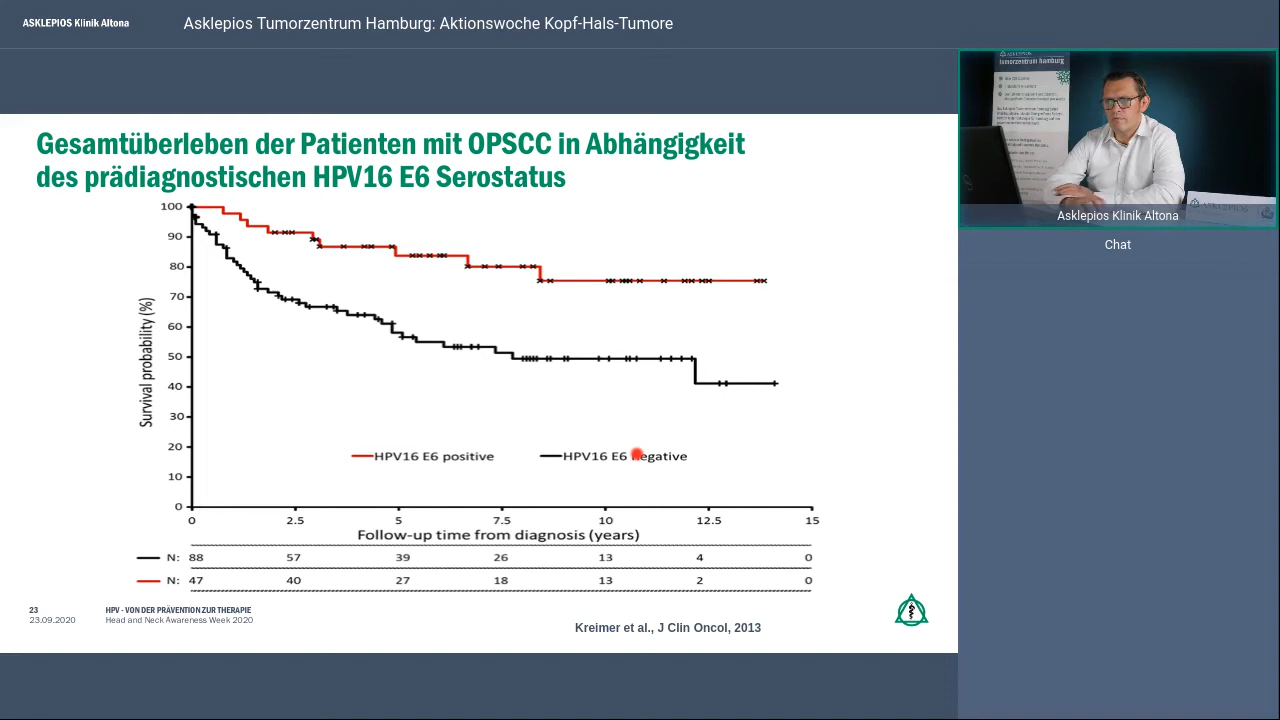 ASKLEPIOS Klinik Altona
Asklepios Tumorzentrum Hamburg: Aktionswoche Kopf-Hals-Tumore
Gesamtüberleben der Patienten mit OPSCC in Abhängigkeit
des prädiagnostischen HPV16 E6 Serostatus
100
90
80
70
60
50
40
30
20
10
0
Survival probability (%)
HPV16 E6 positive
HPV16 E6 negative
0 2.5 5 7.5 10 12.5 15
Follow-up time from diagnosis (years)
N: 88 57 39 26 13 4 0
N: 47 40 27 18 13 2 0
23
23.09.2020
HPV - VON DER PRÄVENTION ZUR THERAPIE
Head and Neck Awareness Week 2020
Kreimer et al., J Clin Oncol, 2013
tumorzentrum hamburg
ASKLEPIOS
Asklepios Klinik Altona
Chat